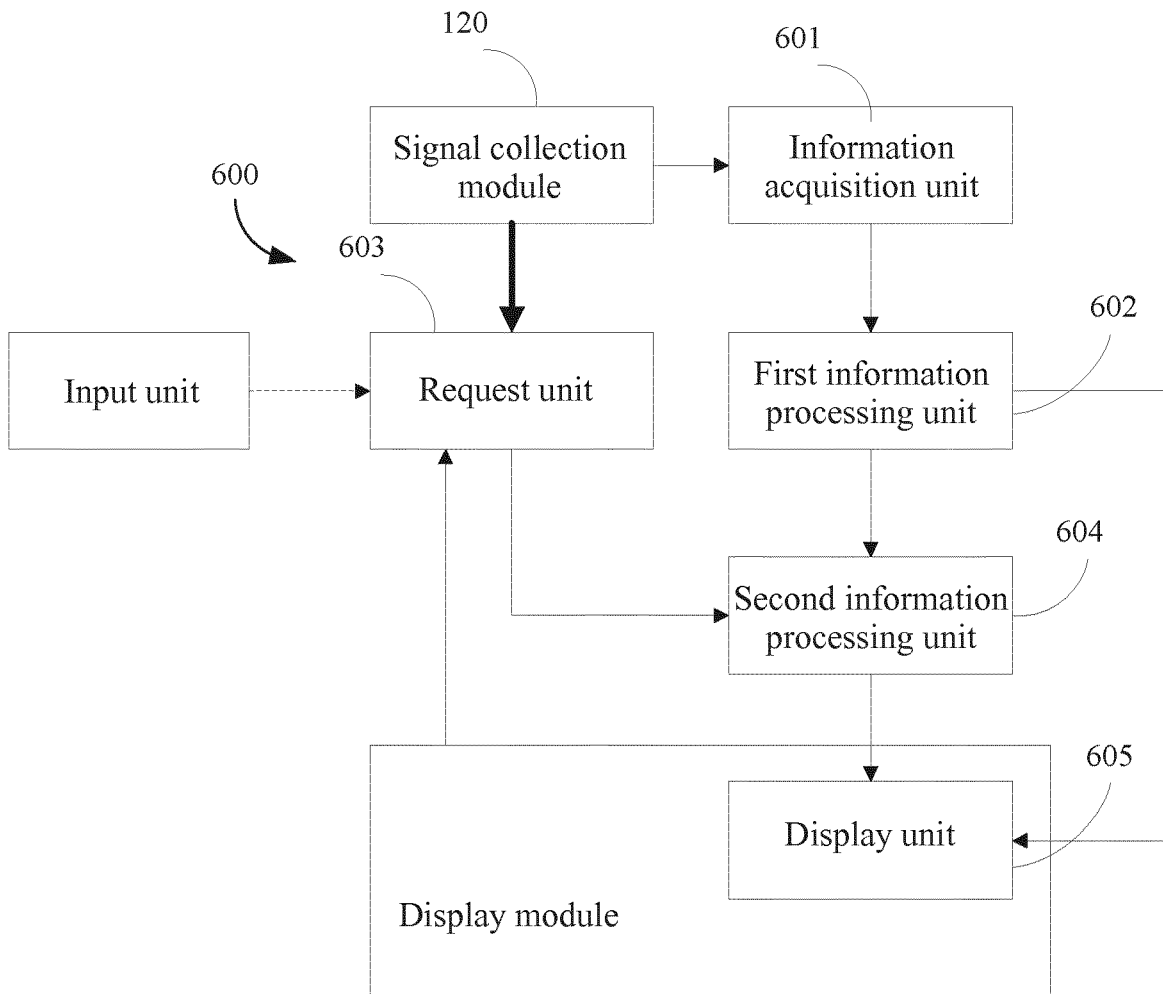 120
601
Signal collection
module
Information
acquisition unit
600
603
602
Input unit
Request unit
First information
processing unit
604
Second information
processing unit
605
Display unit
Display module